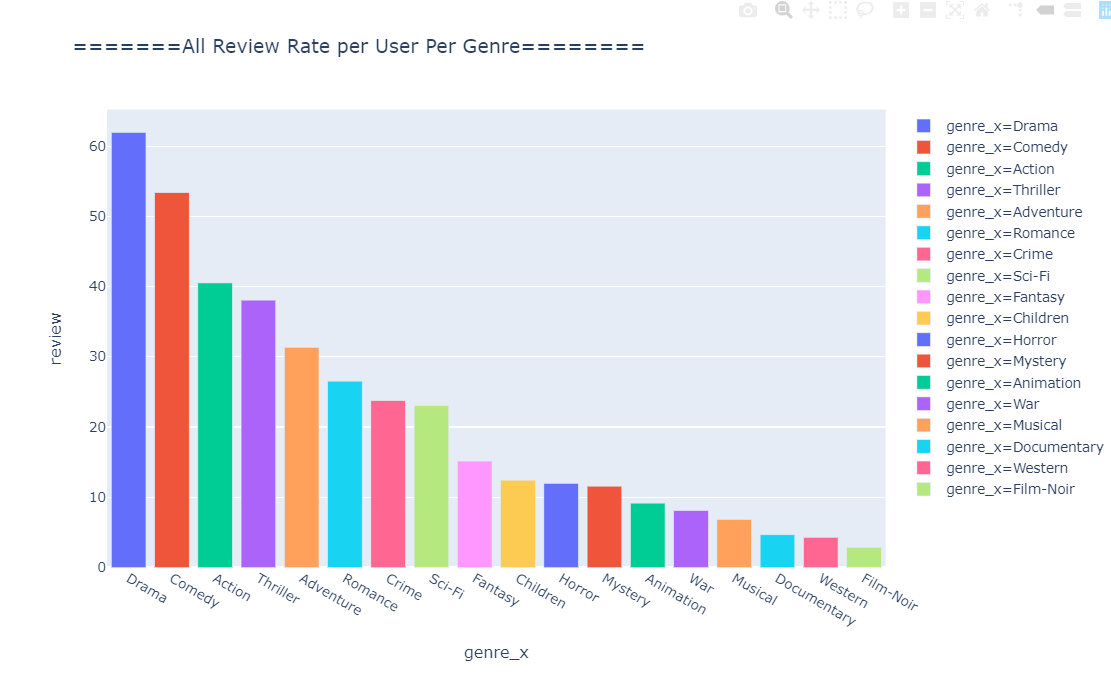 =======All Review Rate per User Per Genre========
review
60
50
40
30
20
10
0
Drama
Comedy
Action
Thriller
Adventure
Romance
Crime
Sci-Fi
Fantasy
Children
Horror
Mystery
Animation
War
Musical
Documentary
Western
Film-Noir
genre_x
genre_x=Drama
genre_x=Comedy
genre_x=Action
genre_x=Thriller
genre_x=Adventure
genre_x=Romance
genre_x=Crime
genre_x=Sci-Fi
genre_x=Fantasy
genre_x=Children
genre_x=Horror
genre_x=Mystery
genre_x=Animation
genre_x=War
genre_x=Musical
genre_x=Documentary
genre_x=Western
genre_x=Film-Noir